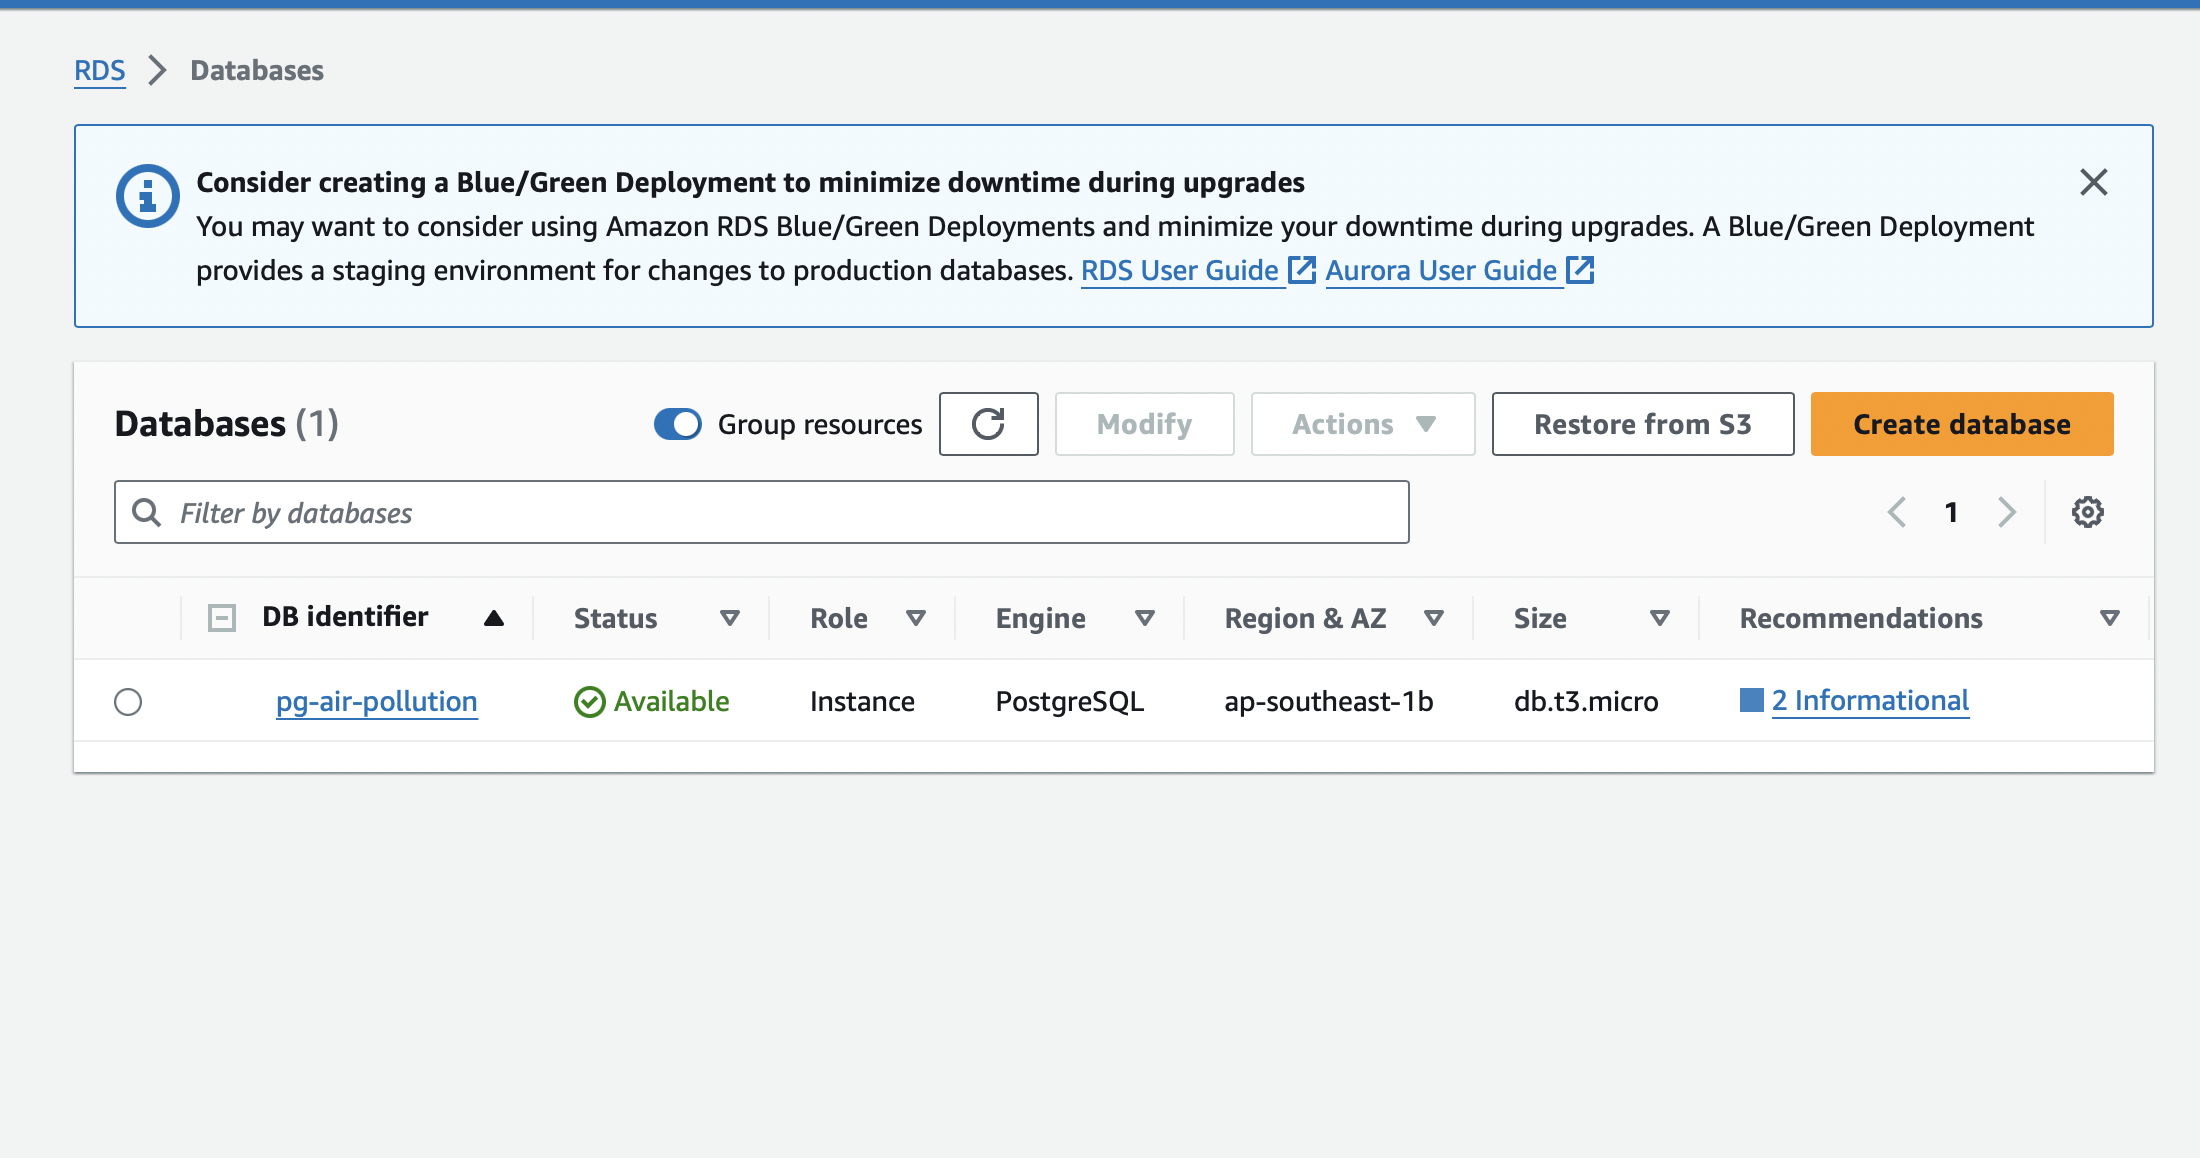 RDS > Databases
Consider creating a Blue/Green Deployment to minimize downtime during upgrades
You may want to consider using Amazon RDS Blue/Green Deployments and minimize your downtime during upgrades. A Blue/Green Deployment
provides a staging environment for changes to production databases. RDS User Guide Aurora User Guide
Databases (1) Group resources Modify Actions Restore from S3 Create database
Filter by databases 1
DB identifier Status Role Engine Region & AZ Size Recommendations
pg-air-pollution Available Instance PostgreSQL ap-southeast-1b db.t3.micro 2 Informational